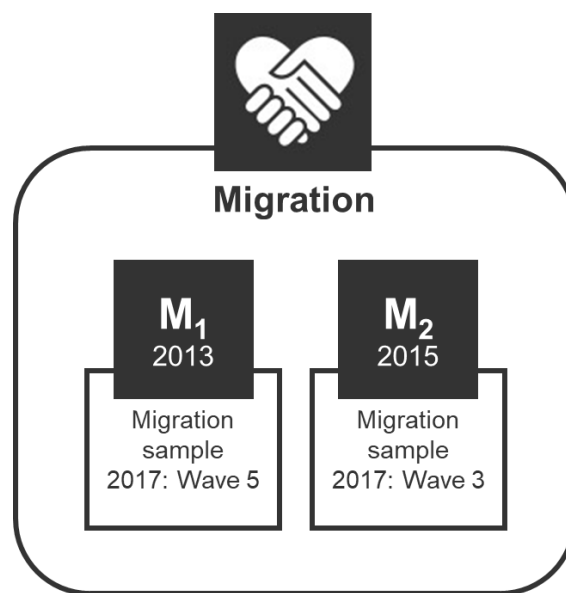 Migration
M₁
2013
Migration
sample
2017: Wave 5
M₂
2015
Migration
sample
2017: Wave 3